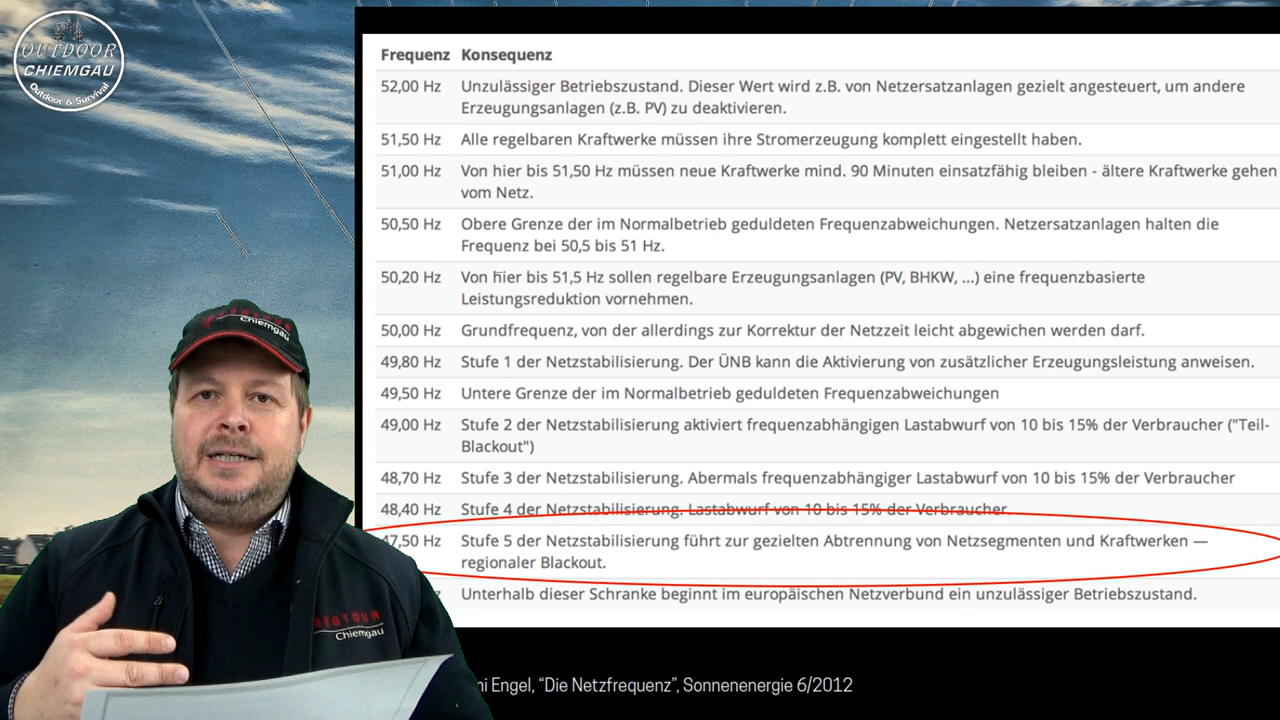 OUTDOOR
CHIEMGAU
Outdoor & Survival
Frequenz Konsequenz
52,00 Hz Unzulässiger Betriebszustand. Dieser Wert wird z.B. von Netzersatzanlagen gezielt angesteuert, um andere
Erzeugungsanlagen (z.B. PV) zu deaktivieren.
51,50 Hz Alle regelbaren Kraftwerke müssen ihre Stromerzeugung komplett eingestellt haben.
51,00 Hz Von hier bis 51,50 Hz müssen neue Kraftwerke mind. 90 Minuten einsatzfähig bleiben - ältere Kraftwerke gehen
vom Netz.
50,50 Hz Obere Grenze der im Normalbetrieb geduldeten Frequenzabweichungen. Netzersatzanlagen halten die
Frequenz bei 50,5 bis 51 Hz.
50,20 Hz Von hier bis 51,5 Hz sollen regelbare Erzeugungsanlagen (PV, BHKW, ...) eine frequenzbasierte
Leistungsreduktion vornehmen.
50,00 Hz Grundfrequenz, von der allerdings zur Korrektur der Netzzeit leicht abgewichen werden darf.
49,80 Hz Stufe 1 der Netzstabilisierung. Der ÜNB kann die Aktivierung von zusätzlicher Erzeugungsleistung anweisen.
49,50 Hz Untere Grenze der im Normalbetrieb geduldeten Frequenzabweichungen
49,00 Hz Stufe 2 der Netzstabilisierung aktiviert frequenzabhängigen Lastabwurf von 10 bis 15% der Verbraucher ("Teil-
Blackout")
48,70 Hz Stufe 3 der Netzstabilisierung. Abermals frequenzabhängiger Lastabwurf von 10 bis 15% der Verbraucher
48,40 Hz Stufe 4 der Netzstabilisierung. Lastabwurf von 10 bis 15% der Verbraucher.
47,50 Hz Stufe 5 der Netzstabilisierung führt zur gezielten Abtrennung von Netzsegmenten und Kraftwerken —
regionaler Blackout.
Unterhalb dieser Schranke beginnt im europäischen Netzverbund ein unzulässiger Betriebszustand.
Engel, “Die Netzfrequenz”, Sonnenenergie 6/2012
Chiemgau
Chiemgau